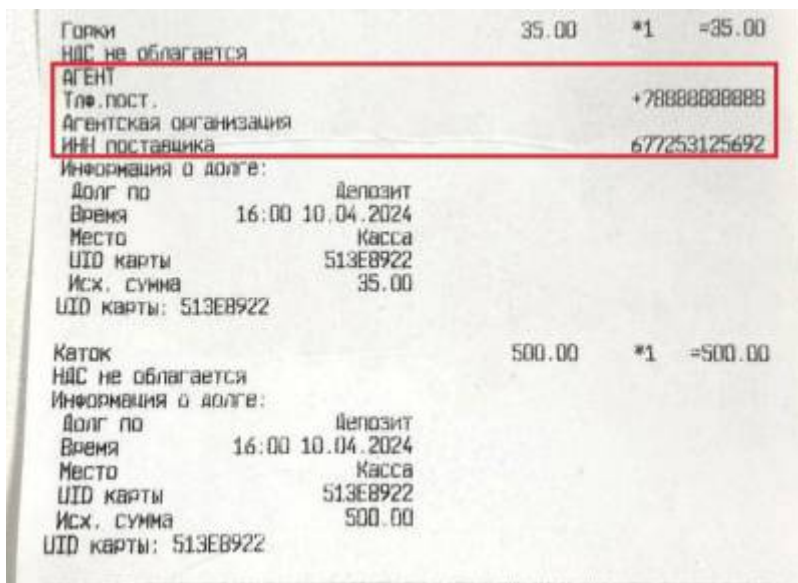 Горки 35.00 *1 =35.00
НДС не облагается
АГЕНТ
Тлф.пост. +78888888888
Агентская организация
ИНН поставщика 677253125692
Информация о долге:
Долг по Депозит
Время 16:00 10.04.2024
Место Касса
UID карты 513E8922
Исх. сумма 35.00
UID карты: 513E8922
Каток 500.00 *1 =500.00
НДС не облагается
Информация о долге:
Долг по Депозит
Время 16:00 10.04.2024
Место Касса
UID карты 513E8922
Исх. сумма 500.00
UID карты: 513E8922